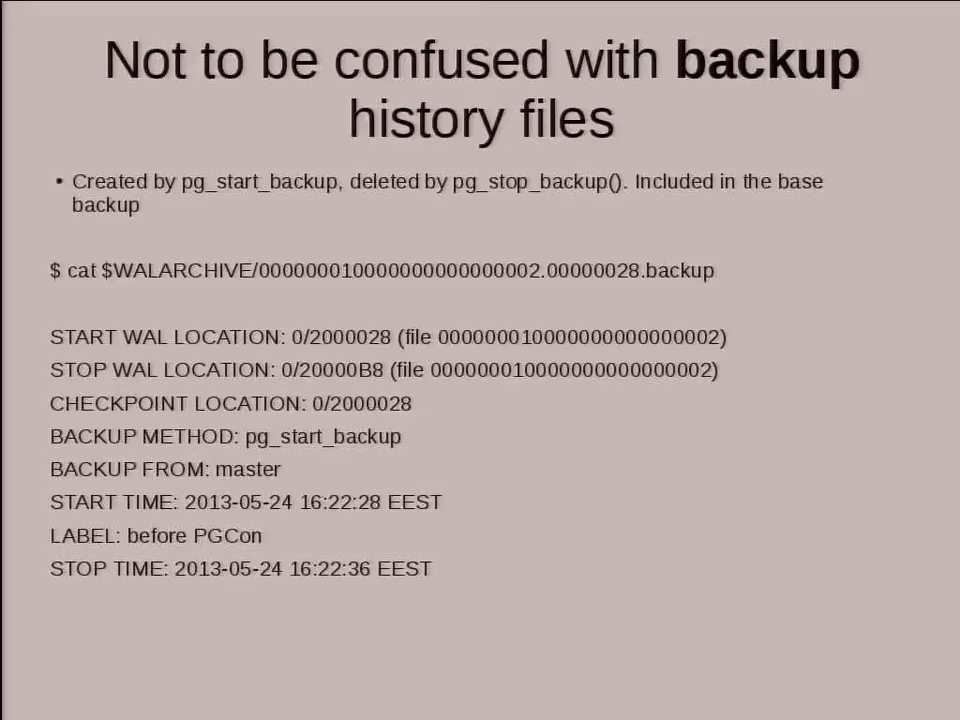 Not to be confused with backup
history files
• Created by pg_start_backup, deleted by pg_stop_backup(). Included in the base
backup
$ cat $WALARCHIVE/000000010000000000000002.00000028.backup
START WAL LOCATION: 0/2000028 (file 000000010000000000000002)
STOP WAL LOCATION: 0/20000B8 (file 000000010000000000000002)
CHECKPOINT LOCATION: 0/2000028
BACKUP METHOD: pg_start_backup
BACKUP FROM: master
START TIME: 2013-05-24 16:22:28 EEST
LABEL: before PGCon
STOP TIME: 2013-05-24 16:22:36 EEST